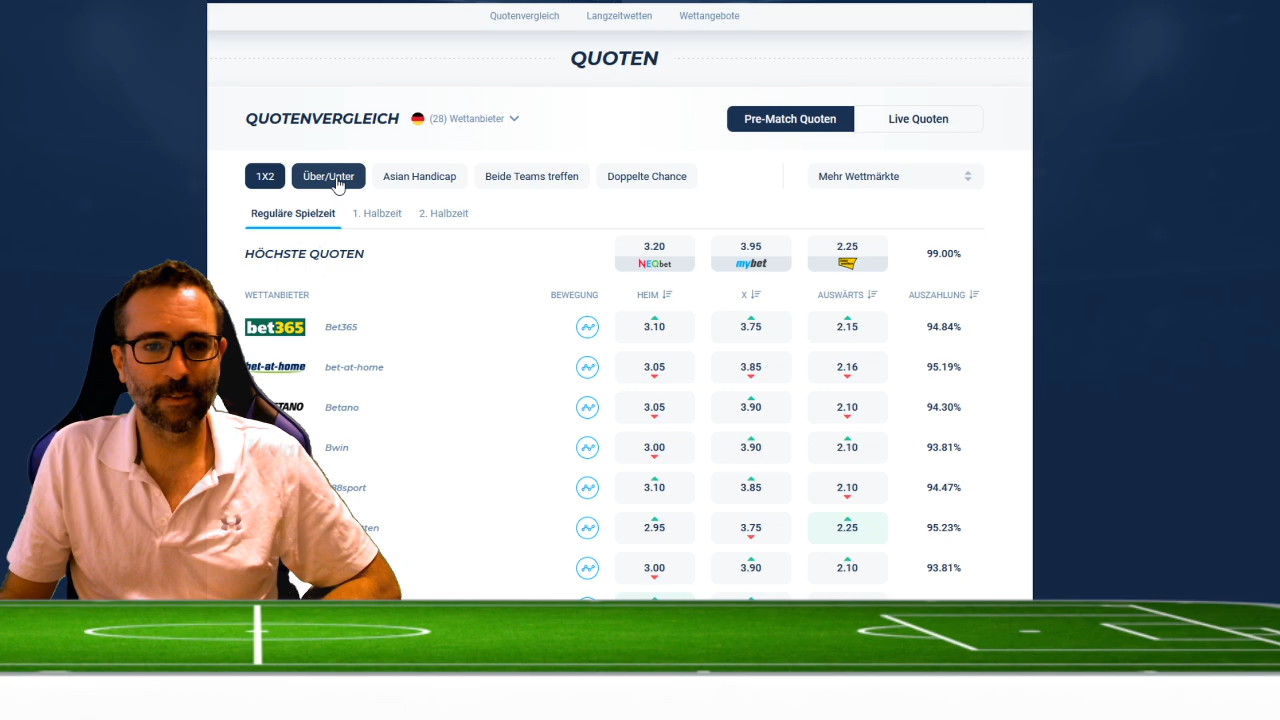 Quotenvergleich Langzeitwetten Wettangebote
QUOTEN
QUOTENVERGLEICH (28) Wettanbieter Pre-Match Quoten Live Quoten
1X2 Über/Unter Asian Handicap Beide Teams treffen Doppelte Chance Mehr Wettmärkte
Reguläre Spielzeit 1. Halbzeit 2. Halbzeit
HÖCHSTE QUOTEN 3.20 3.95 2.25 99.00%
NEObet mybet
WETTANBIETER BEWEGUNG HEIM X AUSWÄRTS AUSZAHLUNG
bet365 Bet365 3.10 3.75 2.15 94.84%
bet-at-home bet-at-home 3.05 3.85 2.16 95.19%
TANO Betano 3.05 3.90 2.10 94.30%
Bwin 3.00 3.90 2.10 93.81%
88sport 3.10 3.85 2.10 94.47%
ten 2.95 3.75 2.25 95.23%
3.00 3.90 2.10 93.81%